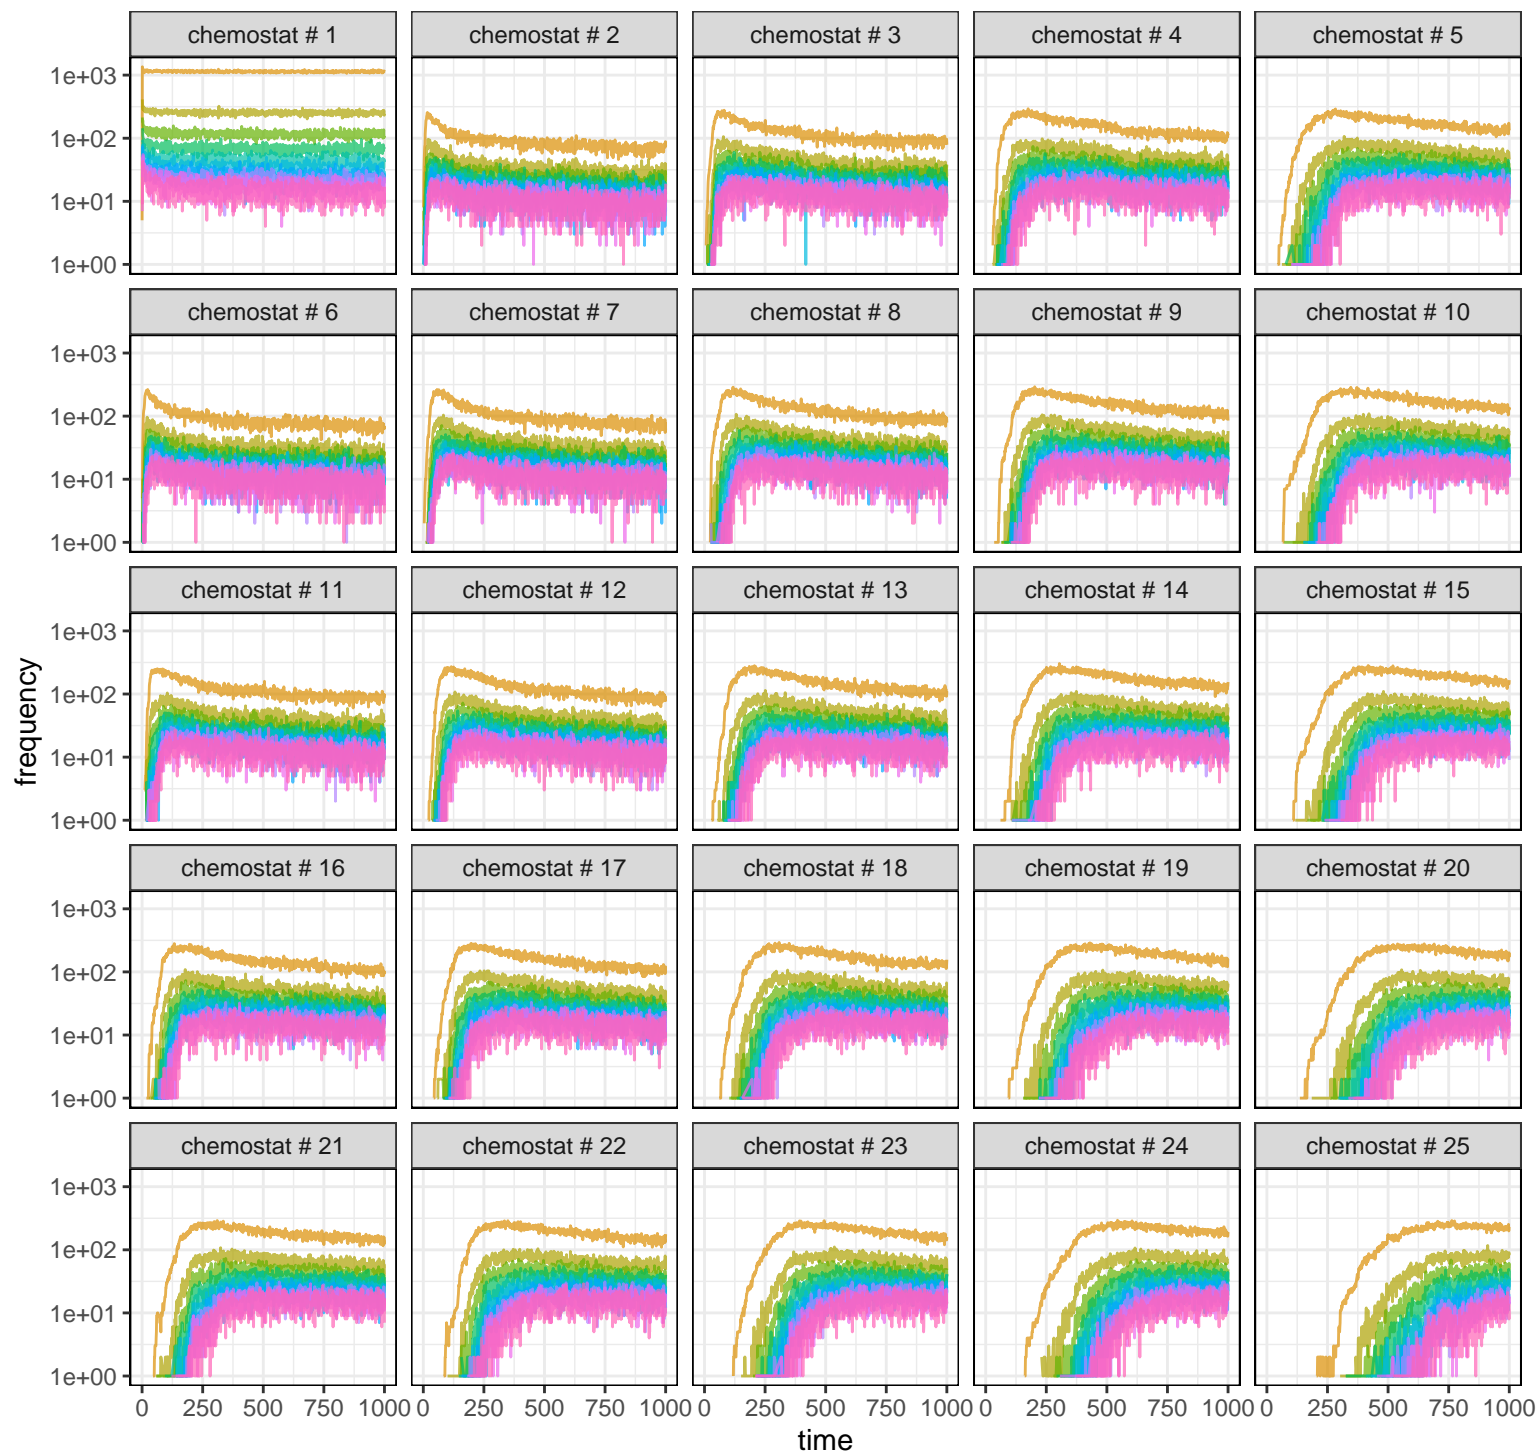 chemostat # 1 chemostat # 2 chemostat # 3 chemostat # 4 chemostat # 5
1e+03
1e+02
1e+01
1e+00
chemostat # 6 chemostat # 7 chemostat # 8 chemostat # 9 chemostat # 10
1e+03
1e+02
1e+01
1e+00
chemostat # 11 chemostat # 12 chemostat # 13 chemostat # 14 chemostat # 15
1e+03
1e+02
1e+01
1e+00
frequency
chemostat # 16 chemostat # 17 chemostat # 18 chemostat # 19 chemostat # 20
1e+03
1e+02
1e+01
1e+00
chemostat # 21 chemostat # 22 chemostat # 23 chemostat # 24 chemostat # 25
1e+03
1e+02
1e+01
1e+00
0 250 500 750 1000 0 250 500 750 1000 0 250 500 750 1000 0 250 500 750 1000 0 250 500 750 1000
time